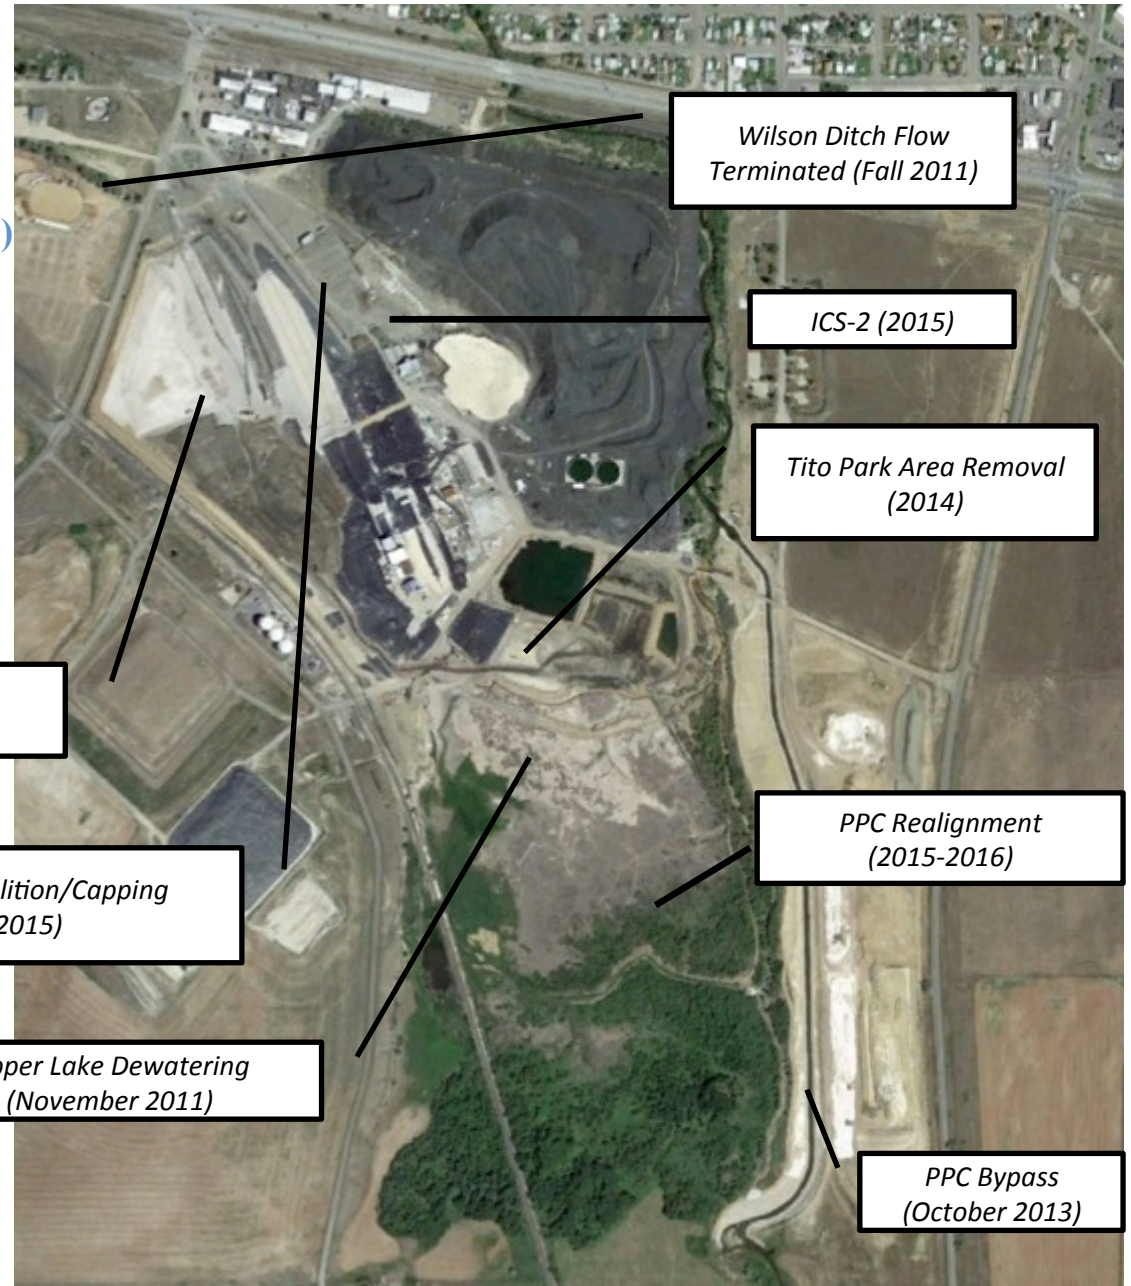 Wilson Ditch Flow
Terminated (Fall 2011)
)
ICS-2 (2015)
Tito Park Area Removal
(2014)
PPC Realignment
(2015-2016)
lition/Capping
2015)
per Lake Dewatering
(November 2011)
PPC Bypass
(October 2013)